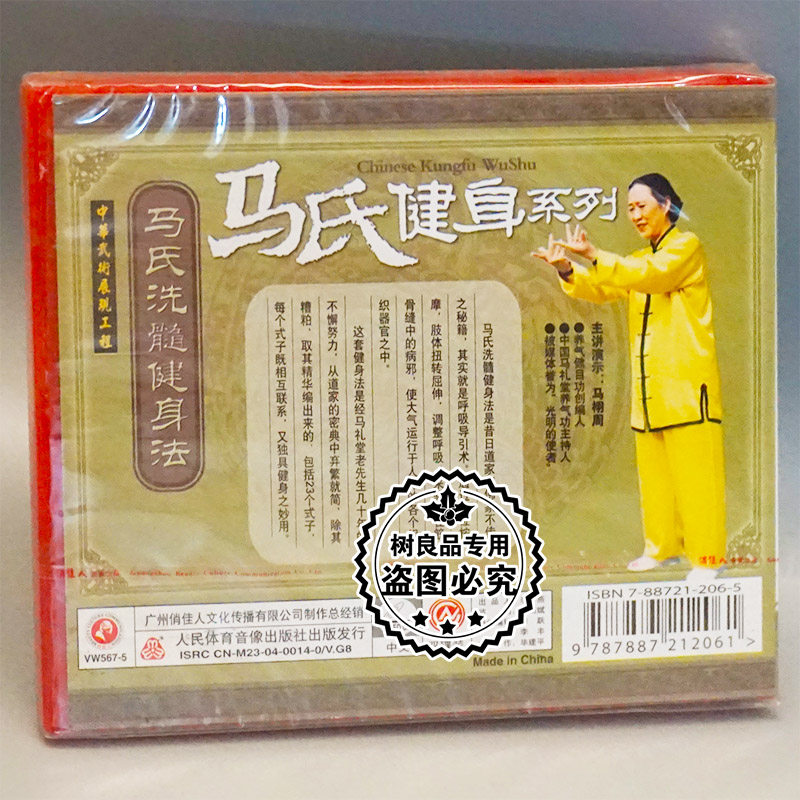 Chinese Kungfu WuShu
马氏健身系列
中華武術展現工程
马氏洗髓健身法
主讲演示：马栩周
●养气健目功创编人
●中国马礼堂养气功主持人
●被媒体誉为“光明的使者”
马氏洗髓健身法是昔日道家
之秘籍，其实就是呼吸导引术
摩，肢体扭转屈伸，调整呼吸
骨缝中的病邪，使大气运行于人
织器官之中。
这套健身法是经马礼堂老先生几十年
不懈努力，从道家的密典中弃繁就简，除其
糟粕，取其精华编出来的，包括23个式子，
每个式子既相互联系，又独具健身之妙用。
树良品专用
盗图必究
广州俏佳人文化传播有限公司制作总经销
人民体育音像出版社出版发行
ISRC CN-M23-04-0014-0/V.G8
VW567-5
Made in China
ISBN 7-88721-206-5
9 787887 212061